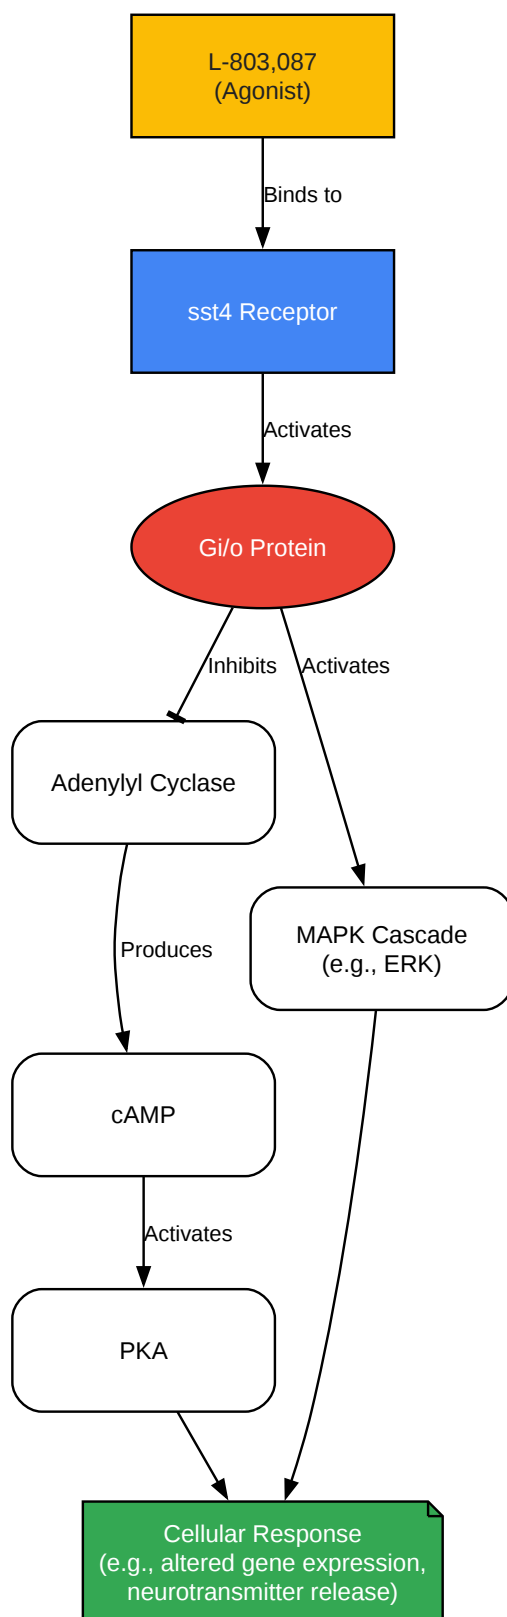 L-803,087
(Agonist)
Binds to
sst4 Receptor
Activates
Gi/o Protein
Inhibits
Activates
Adenylyl Cyclase
MAPK Cascade
(e.g., ERK)
Produces
cAMP
Activates
PKA
Cellular Response
(e.g., altered gene expression,
neurotransmitter release)